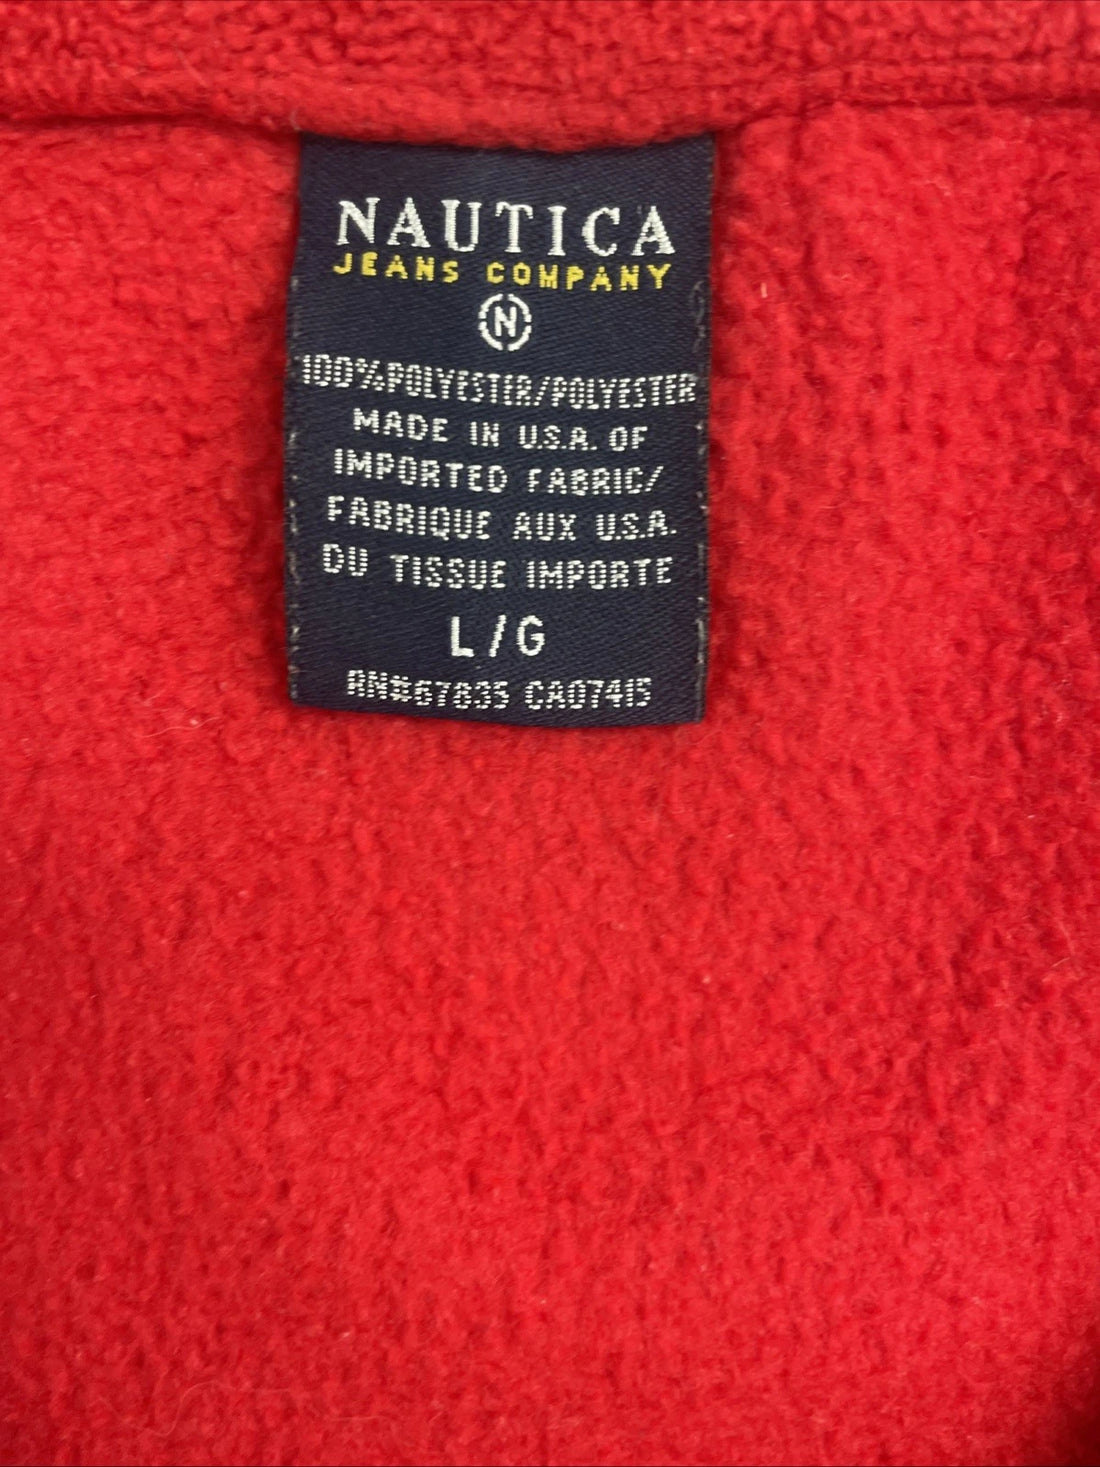 NAUTICA
JEANS COMPANY
N
100%POLYESTER/POLYESTER
MADE IN U.S.A. OF
IMPORTED FABRIC/
FABRIQUE AUX U.S.A.
DU TISSUE IMPORTE
L/G
RN#67835 CA07415